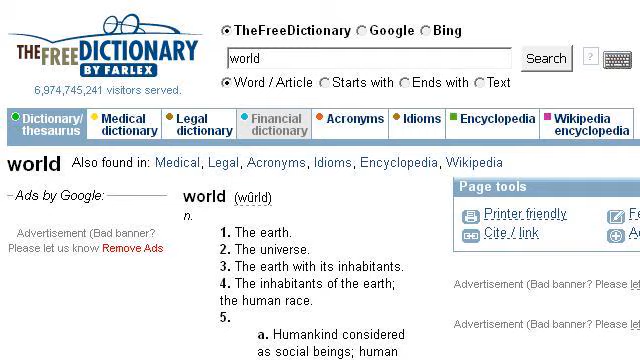 THEFREEDICTIONARY
BY FARLEX
6,974,745,241 visitors served.
TheFreeDictionary Google Bing
world
Search
?
Word / Article Starts with Ends with Text
Dictionary/
thesaurus
Medical
dictionary
Legal
dictionary
Financial
dictionary
Acronyms
Idioms
Encyclopedia
Wikipedia
encyclopedia
world Also found in: Medical, Legal, Acronyms, Idioms, Encyclopedia, Wikipedia
Ads by Google:
Advertisement (Bad banner?
Please let us know Remove Ads
world (wûrld)
n.
1. The earth.
2. The universe.
3. The earth with its inhabitants.
4. The inhabitants of the earth;
the human race.
5.
a. Humankind considered
as social beings; human
Page tools
Printer friendly
Cite / link
Fe
A
Advertisement (Bad banner? Please le
Advertisement (Bad banner? Please le